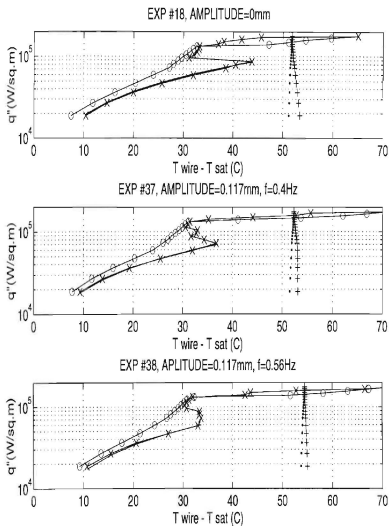 EXP #18, AMPLITUDE=0mm
10^5
q"(W/sq.m)
10^4
0 10 20 30 40 50 60 70
T wire - T sat (C)
EXP #37, AMPLITUDE=0.117mm, f=0.4Hz
10^5
q"(W/sq.m)
10^4
0 10 20 30 40 50 60 70
T wire - T sat (C)
EXP #38, APLITUDE=0.117mm, f=0.56Hz
10^5
q"(W/sq.m)
10^4
0 10 20 30 40 50 60 70
T wire - T sat (C)